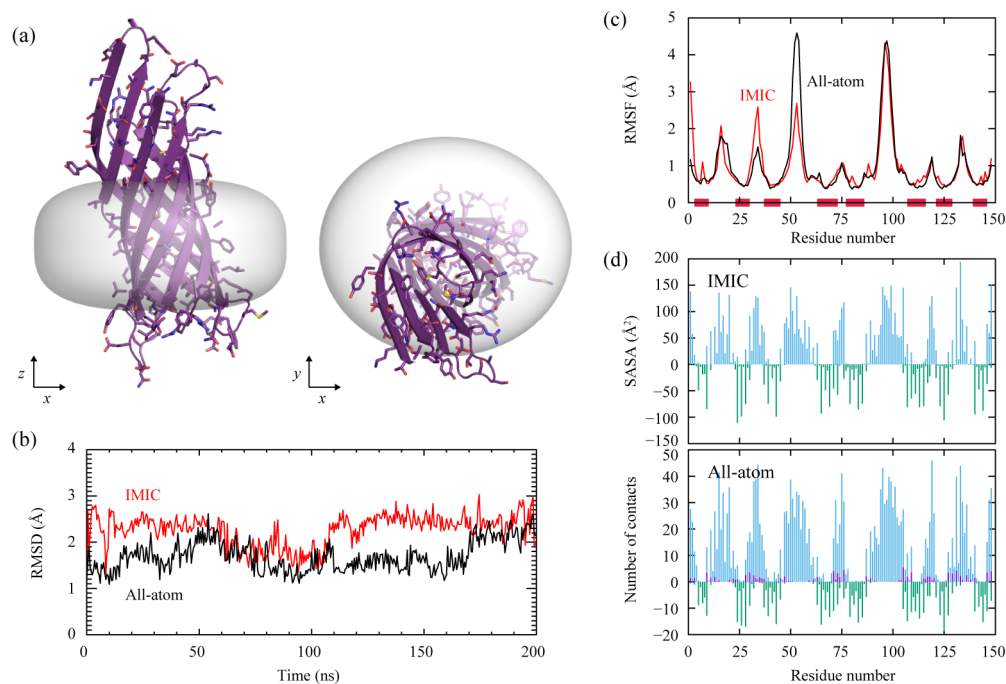 (a)
z
x
y
x
(b)
4
3
2
1
0
RMSD (Å)
IMIC
All-atom
0
50
100
150
200
Time (ns)
(c)
5
4
3
2
1
0
RMSF (Å)
IMIC
All-atom
0
25
50
75
100
125
150
Residue number
(d)
200
150
100
50
0
−50
−100
−150
SASA (Å²)
IMIC
50
40
30
20
10
0
−10
−20
Number of contacts
All-atom
0
25
50
75
100
125
150
Residue number